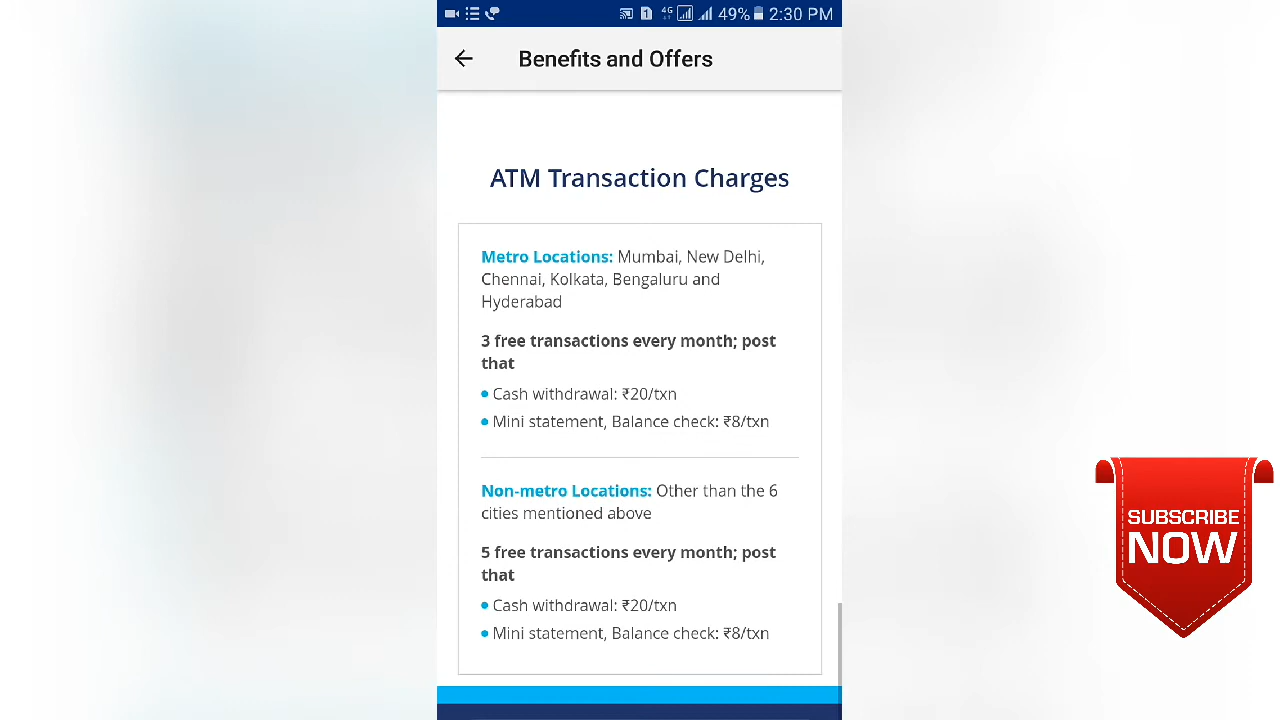 49% 2:30 PM
Benefits and Offers
ATM Transaction Charges
Metro Locations: Mumbai, New Delhi,
Chennai, Kolkata, Bengaluru and
Hyderabad
3 free transactions every month; post
that
Cash withdrawal: ₹20/txn
Mini statement, Balance check: ₹8/txn
Non-metro Locations: Other than the 6
cities mentioned above
5 free transactions every month; post
that
Cash withdrawal: ₹20/txn
Mini statement, Balance check: ₹8/txn
SUBSCRIBE
NOW